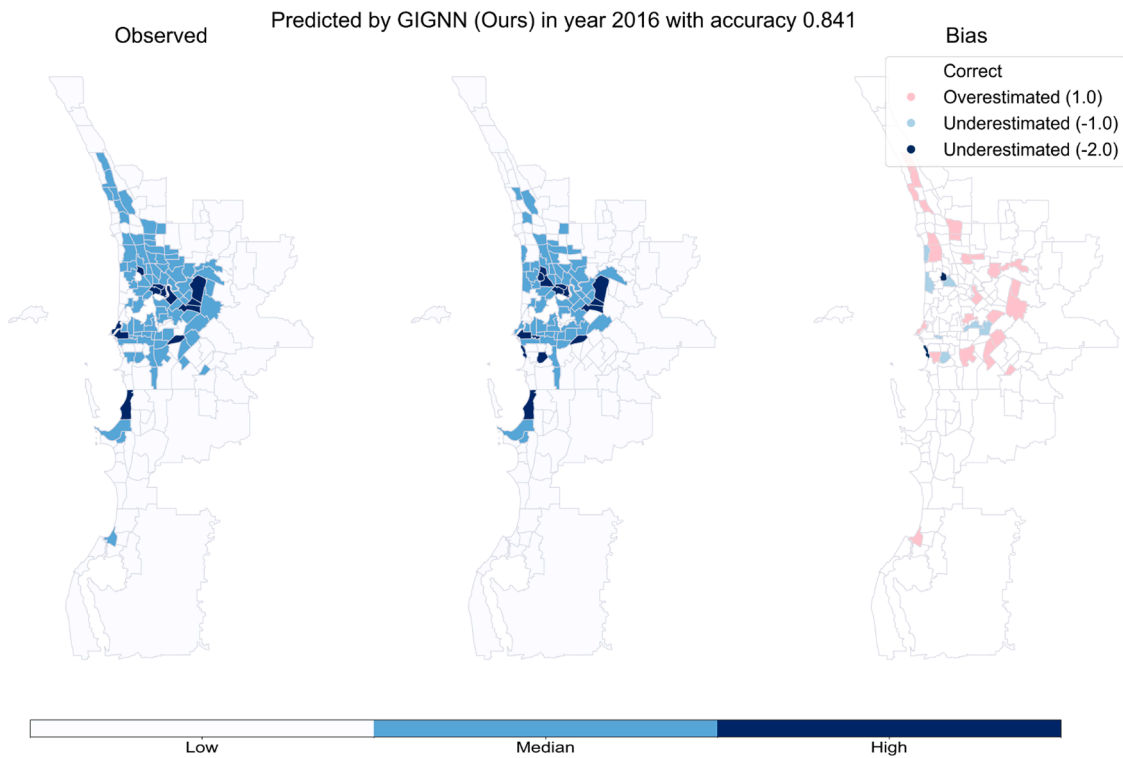 Predicted by GIGNN (Ours) in year 2016 with accuracy 0.841
Observed
Bias
Correct
Overestimated (1.0)
Underestimated (-1.0)
Underestimated (-2.0)
Low
Median
High